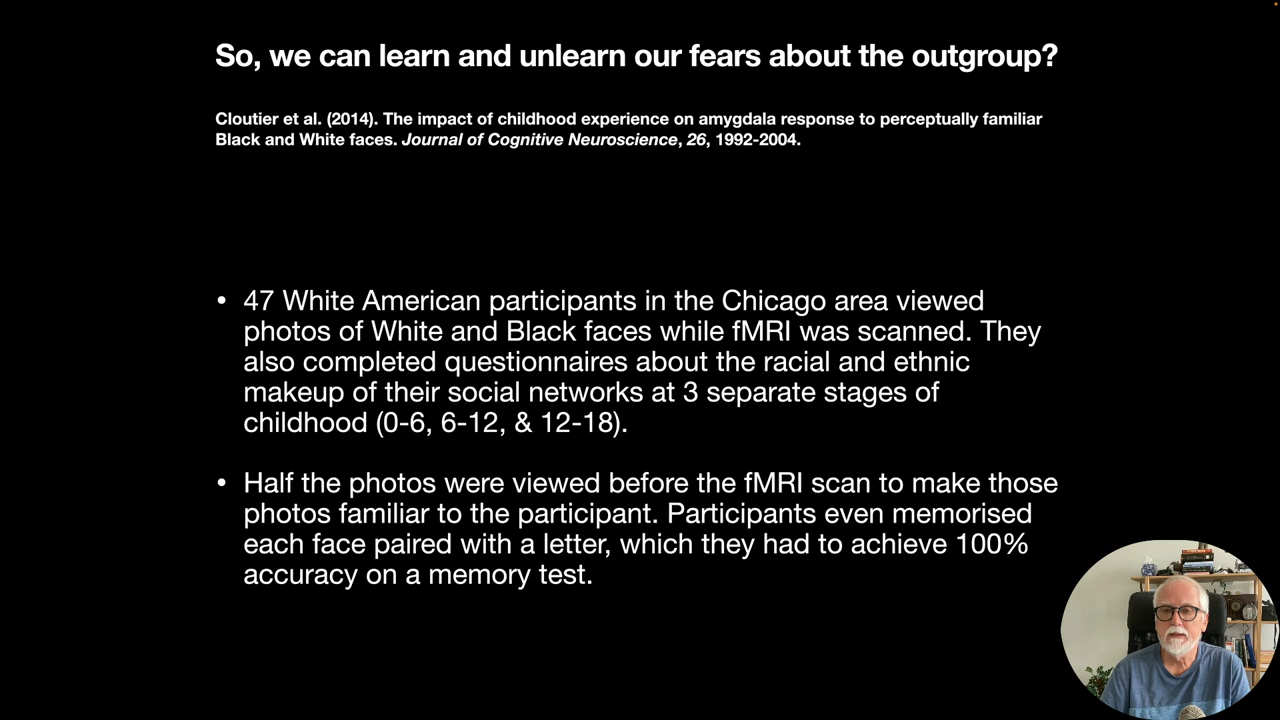 So, we can learn and unlearn our fears about the outgroup?
Cloutier et al. (2014). The impact of childhood experience on amygdala response to perceptually familiar
Black and White faces. Journal of Cognitive Neuroscience, 26, 1992-2004.
• 47 White American participants in the Chicago area viewed
photos of White and Black faces while fMRI was scanned. They
also completed questionnaires about the racial and ethnic
makeup of their social networks at 3 separate stages of
childhood (0-6, 6-12, & 12-18).
• Half the photos were viewed before the fMRI scan to make those
photos familiar to the participant. Participants even memorised
each face paired with a letter, which they had to achieve 100%
accuracy on a memory test.